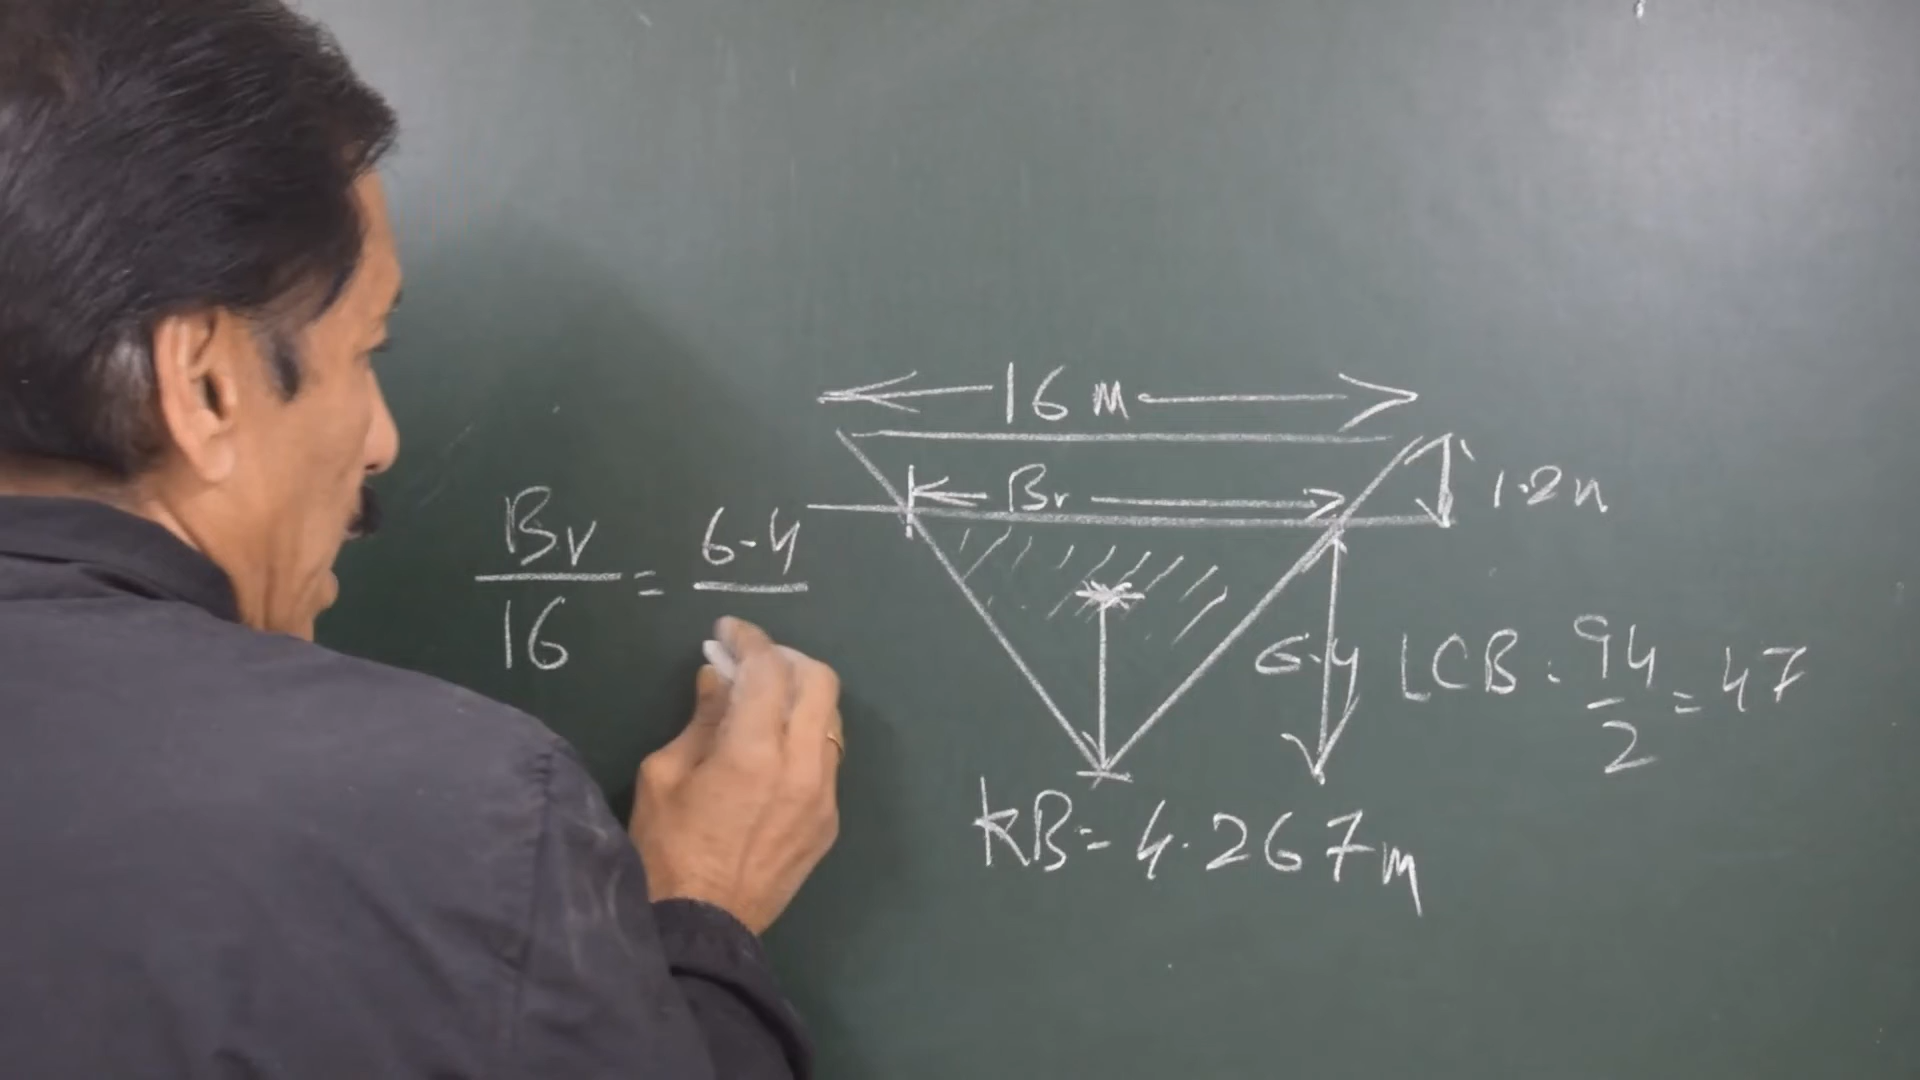 16 m
Br
1.2m
Br/16 = 6.4/
6.4
LCB = 94/2 = 47
KB = 4.267m